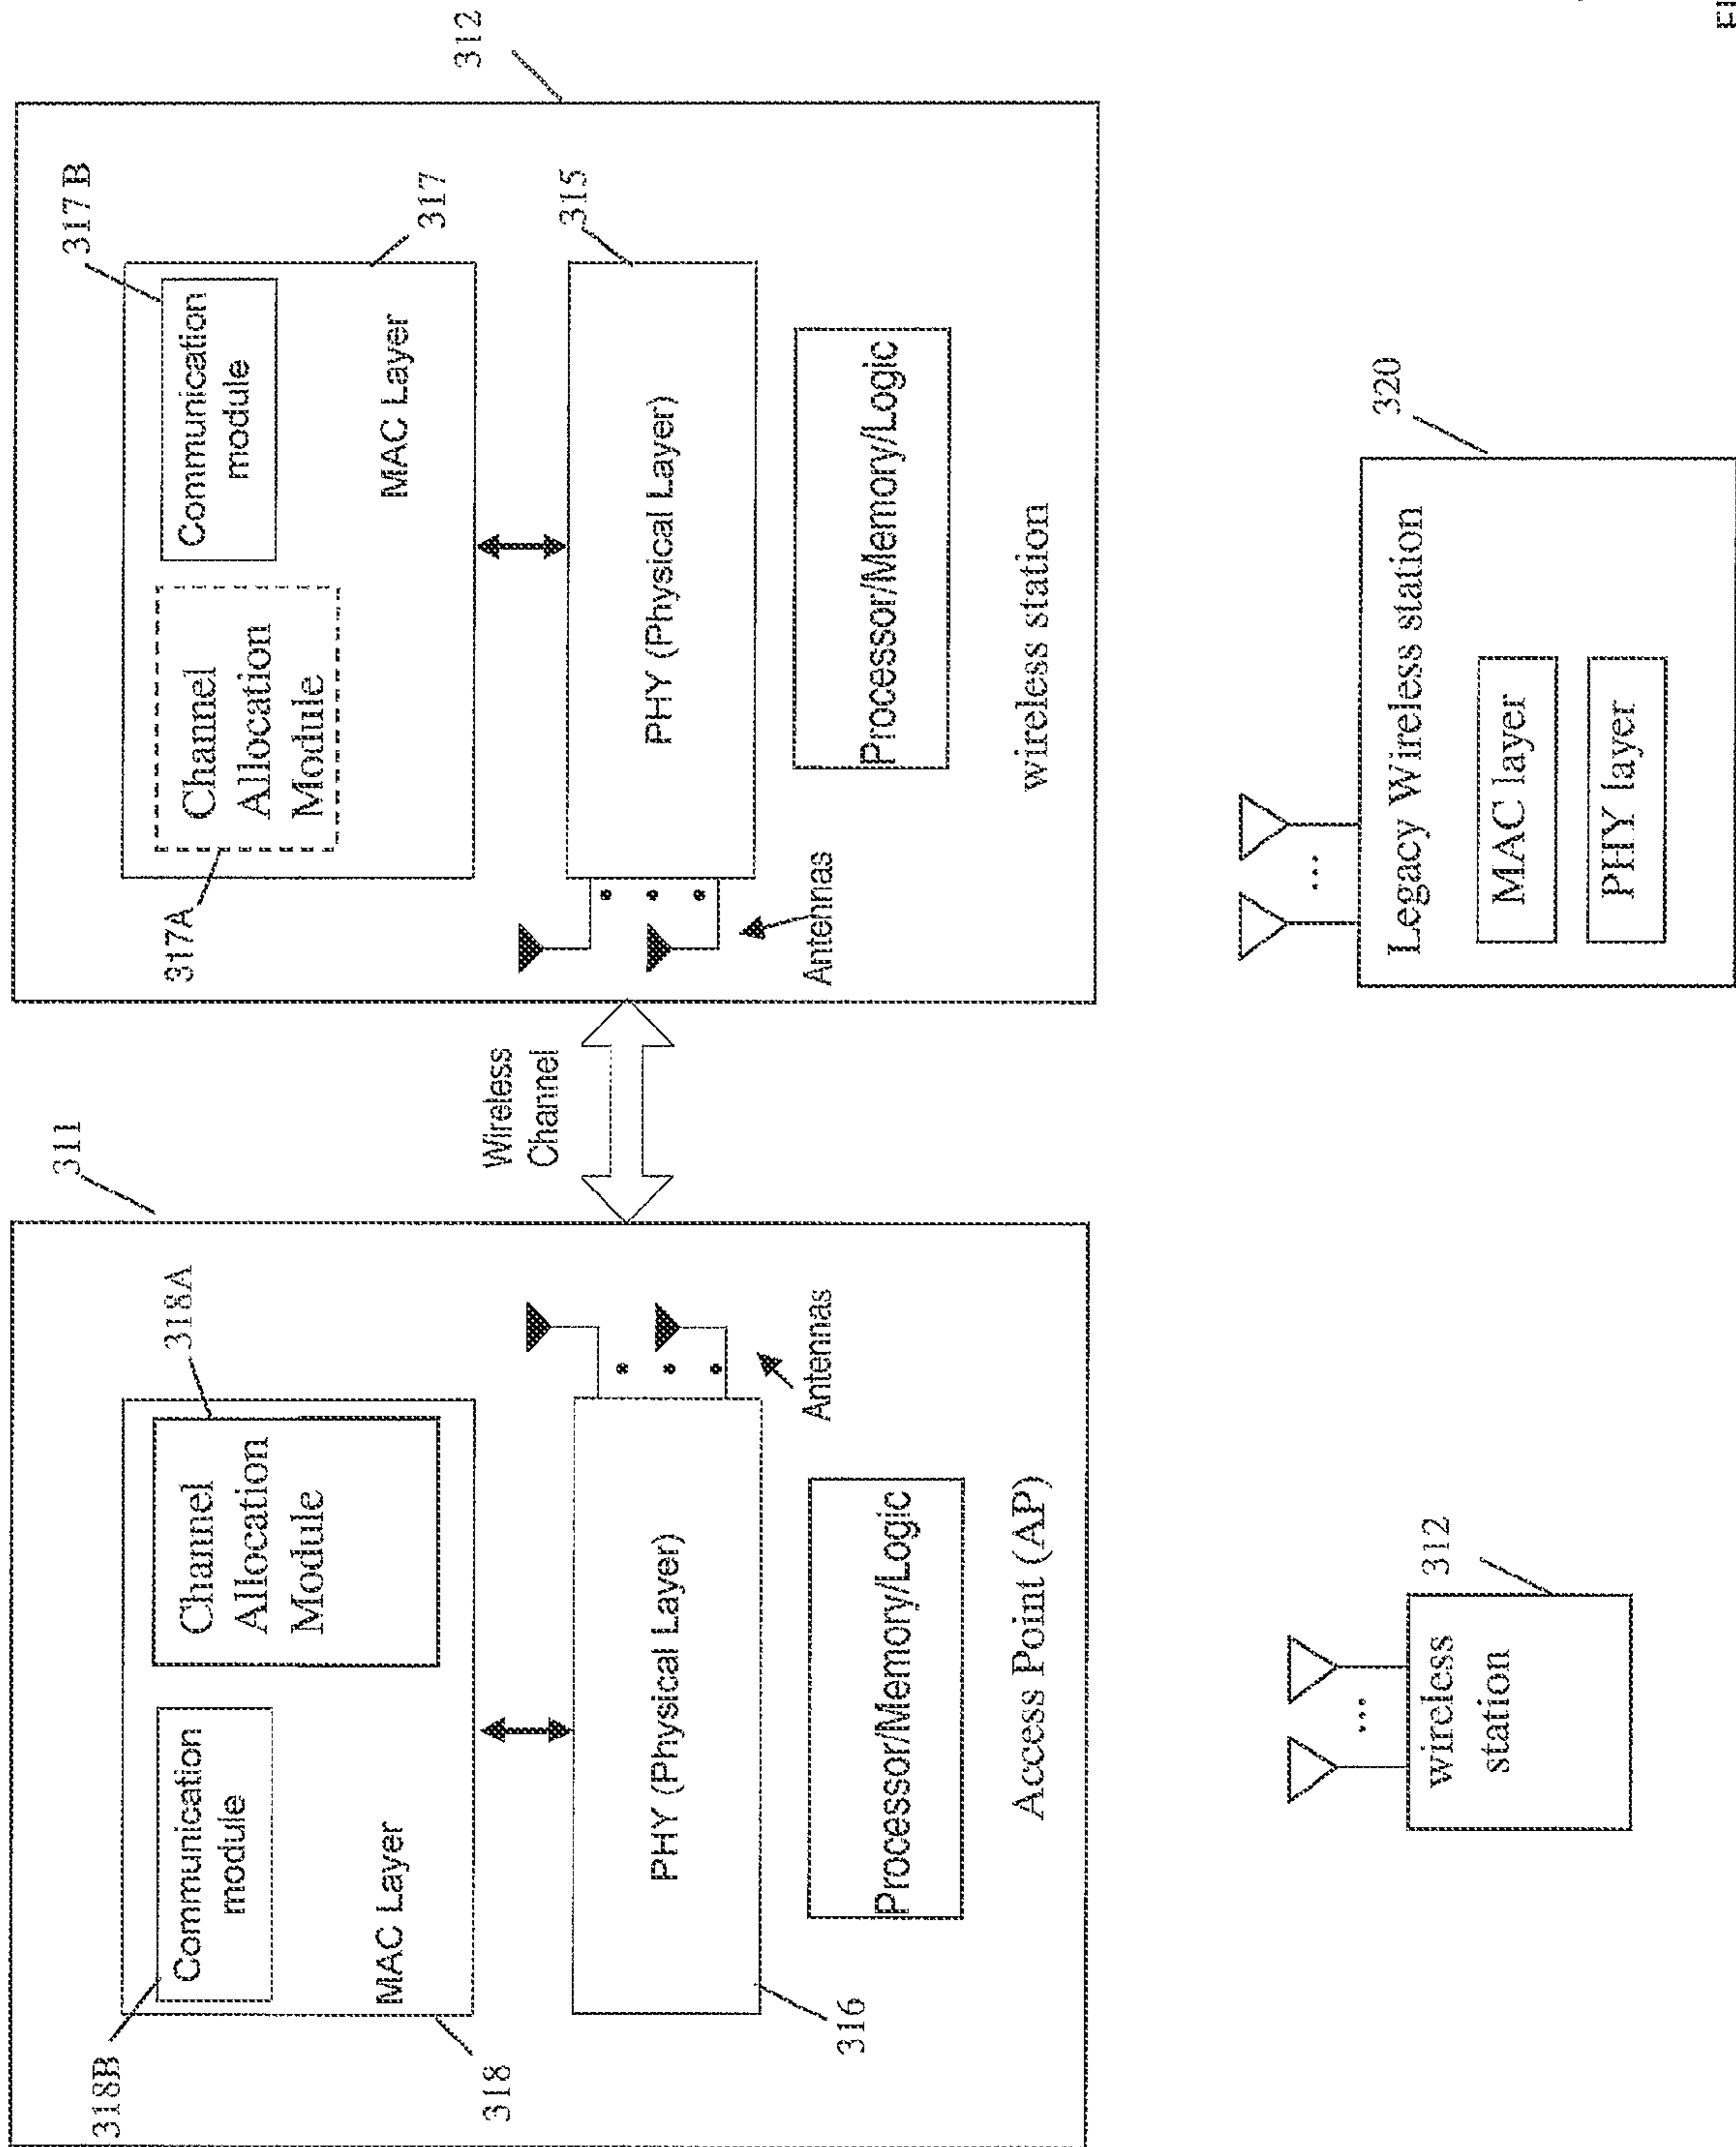 311
318B
Communication
module
318A
Channel
Allocation
Module
MAC Layer
318
PHY (Physical Layer)
316
Antennas
Processor/Memory/Logic
Access Point (AP)
Wireless
Channel
312
317A
Channel
Allocation
Module
317B
Communication
module
MAC Layer
317
315
PHY (Physical Layer)
Antennas
Processor/Memory/Logic
wireless station
312
wireless
station
320
Legacy Wireless station
MAC layer
PHY layer